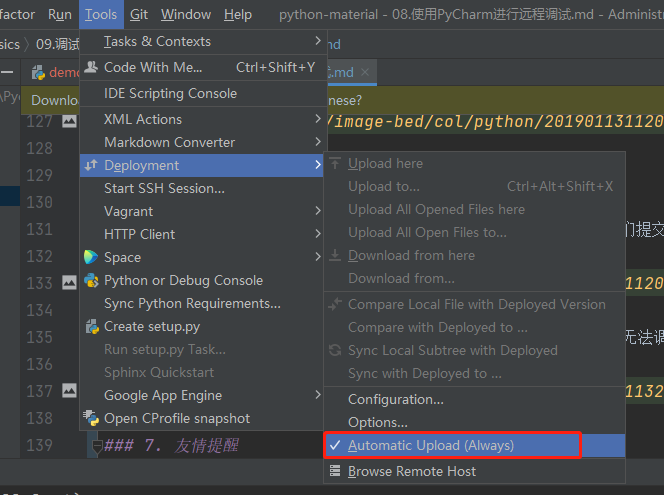 factor Run Tools Git Window Help python-material - 08.使用PyCharm进行远程调试.md - Administ
sics 09.调试 md
demo .md
\Pyc
Downloa nese?
Tasks & Contexts
Code With Me... Ctrl+Shift+Y
IDE Scripting Console
XML Actions
Markdown Converter
Deployment
Start SSH Session...
Vagrant
HTTP Client
Space
Python or Debug Console
Sync Python Requirements...
Create setup.py
Run setup.py Task...
Sphinx Quickstart
Google App Engine
Open CProfile snapshot
Upload here
Upload to... Ctrl+Alt+Shift+X
Upload All Opened Files here
Upload All Open Files to...
Download from here
Download from...
Compare Local File with Deployed Version
Compare with Deployed to ...
Sync Local Subtree with Deployed
Sync with Deployed to ...
Configuration...
Options...
Automatic Upload (Always)
Browse Remote Host
127 /image-bed/col/python/201901131120
128
129
130
131 们提交
132
133 1120
134
135 无法调
136
137 1132
138
139 ### 7. 友情提醒